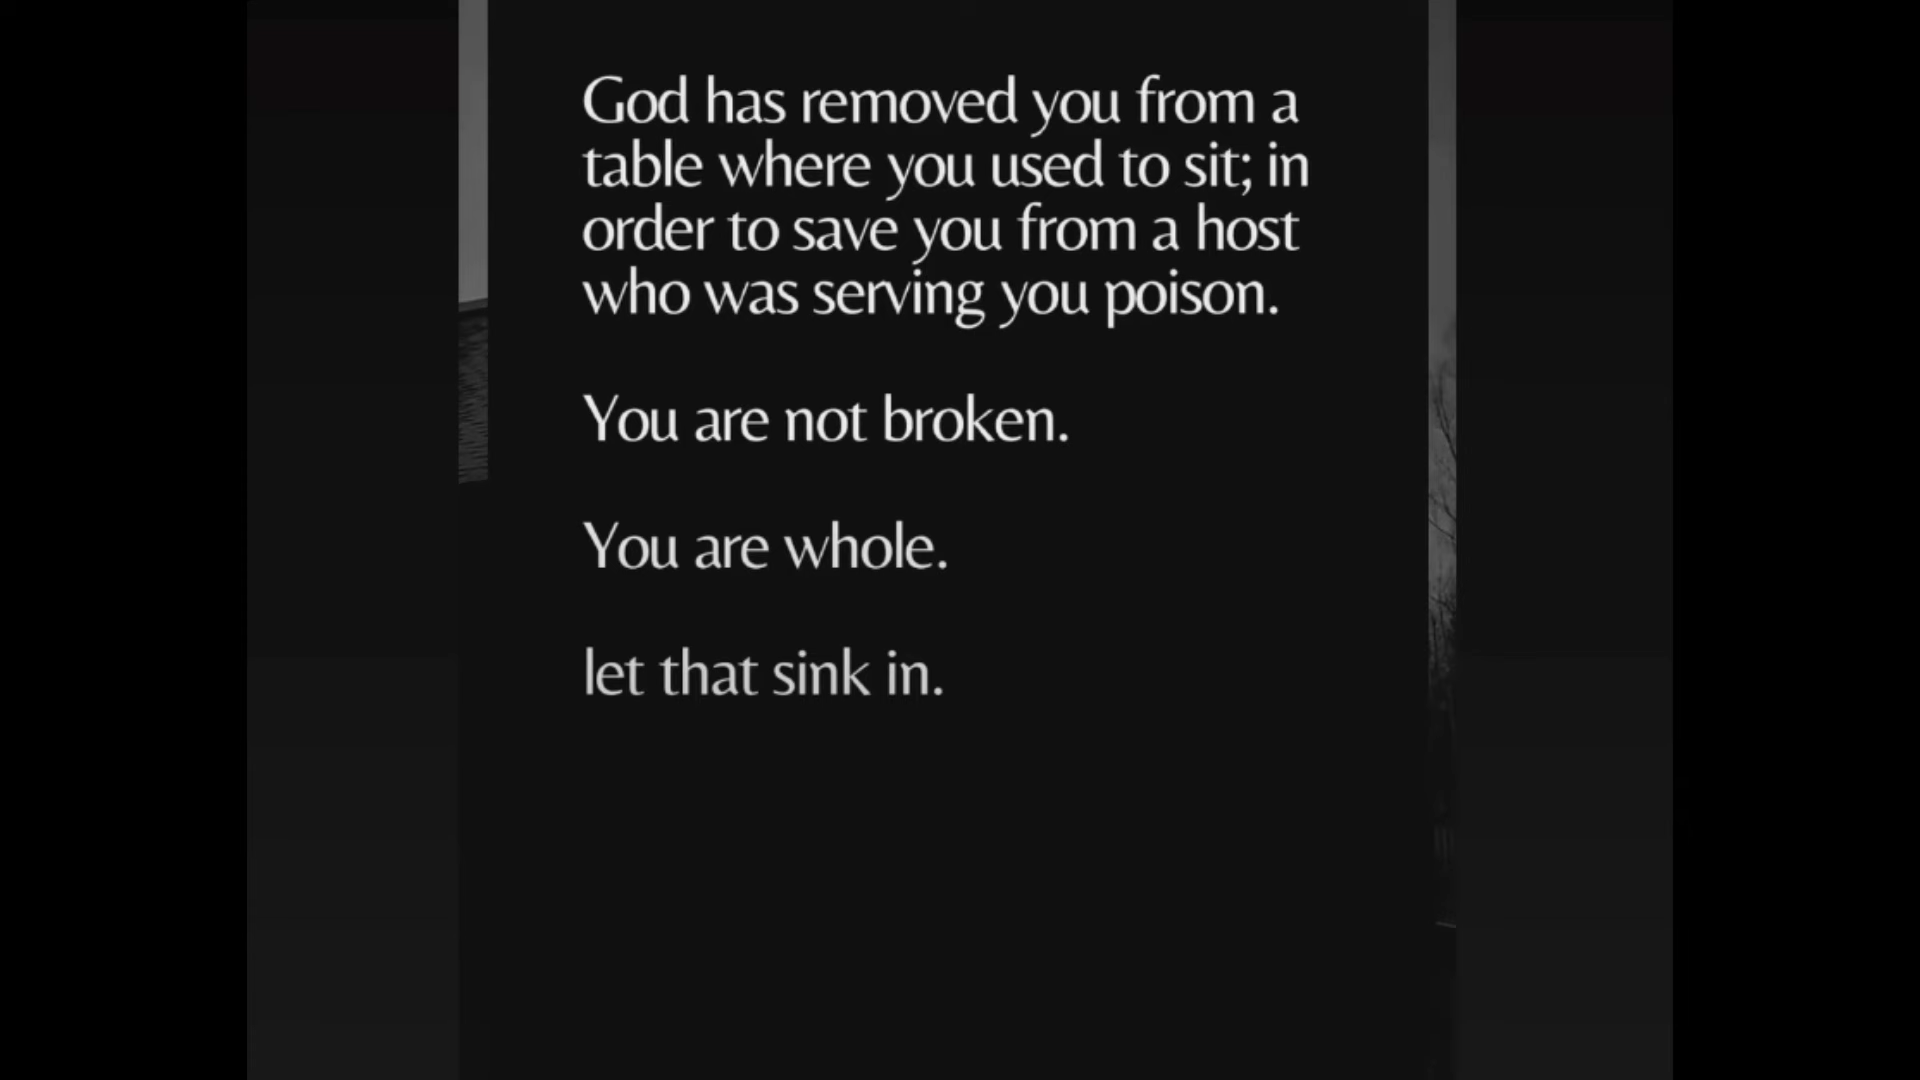 God has removed you from a
table where you used to sit; in
order to save you from a host
who was serving you poison.
You are not broken.
You are whole.
let that sink in.